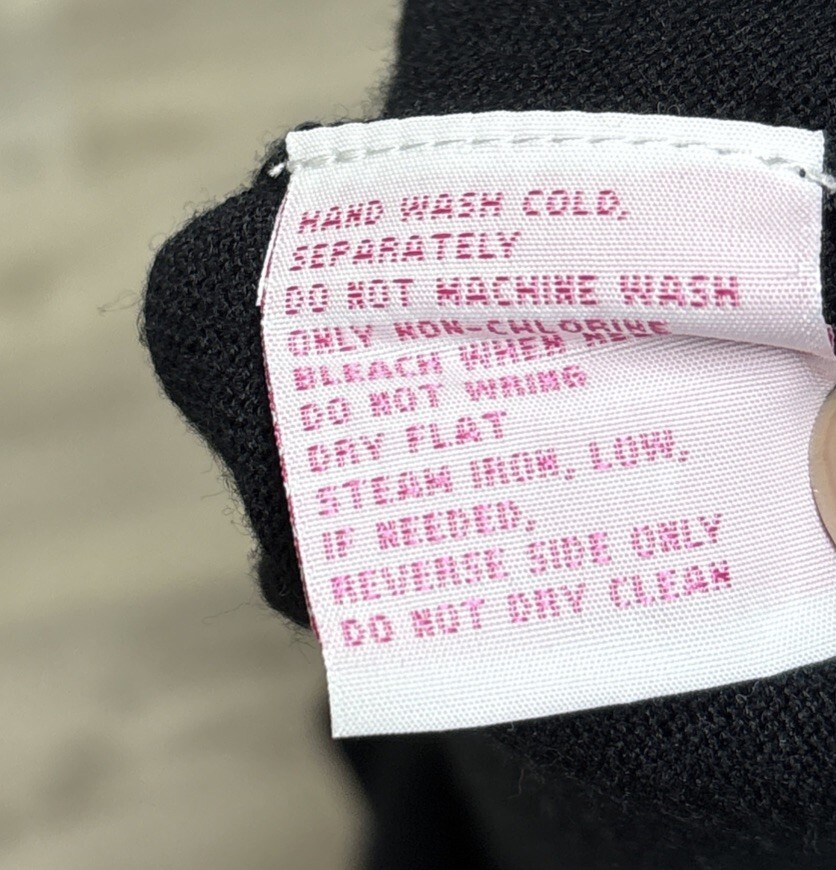 HAND WASH COLD,
SEPARATELY
DO NOT MACHINE WASH
ONLY NON-CHLORINE
BLEACH WHEN
DO NOT WRING
DRY FLAT
STEAM IRON, LOW,
IF NEEDED,
REVERSE SIDE ONLY
DO NOT DRY CLEAN